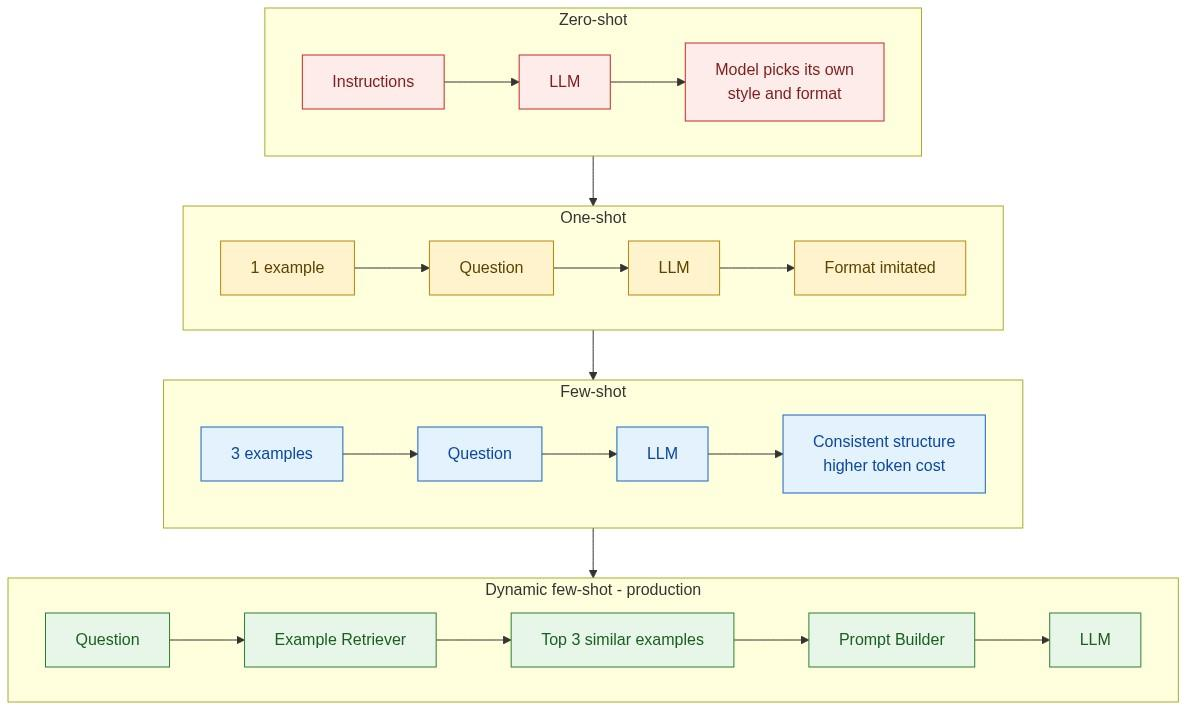 Zero-shot
Instructions
LLM
Model picks its own
style and format
One-shot
1 example
Question
LLM
Format imitated
Few-shot
3 examples
Question
LLM
Consistent structure
higher token cost
Dynamic few-shot - production
Question
Example Retriever
Top 3 similar examples
Prompt Builder
LLM